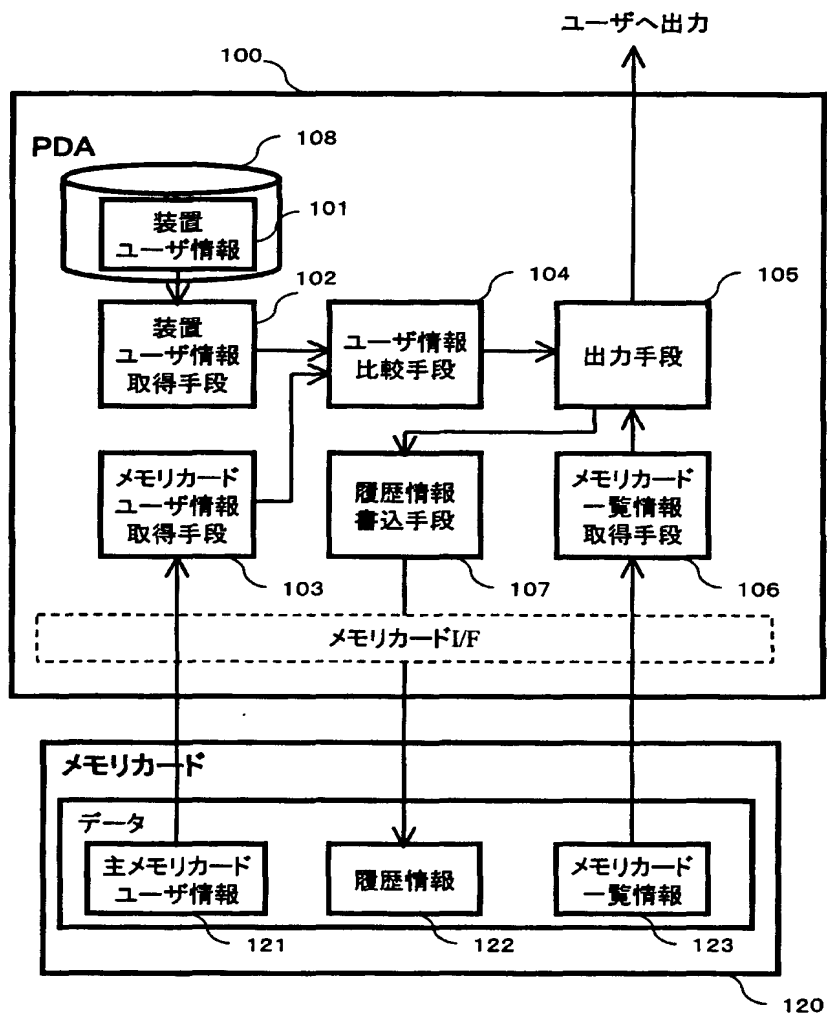 ユーザへ出力
100
PDA
108
装置
ユーザ情報
101
装置
ユーザ情報
取得手段
102
ユーザ情報
比較手段
104
出力手段
105
メモリカード
ユーザ情報
取得手段
103
履歴情報
書込手段
107
メモリカード
一覧情報
取得手段
106
メモリカードI/F
メモリカード
データ
主メモリカード
ユーザ情報
121
履歴情報
122
メモリカード
一覧情報
123
120